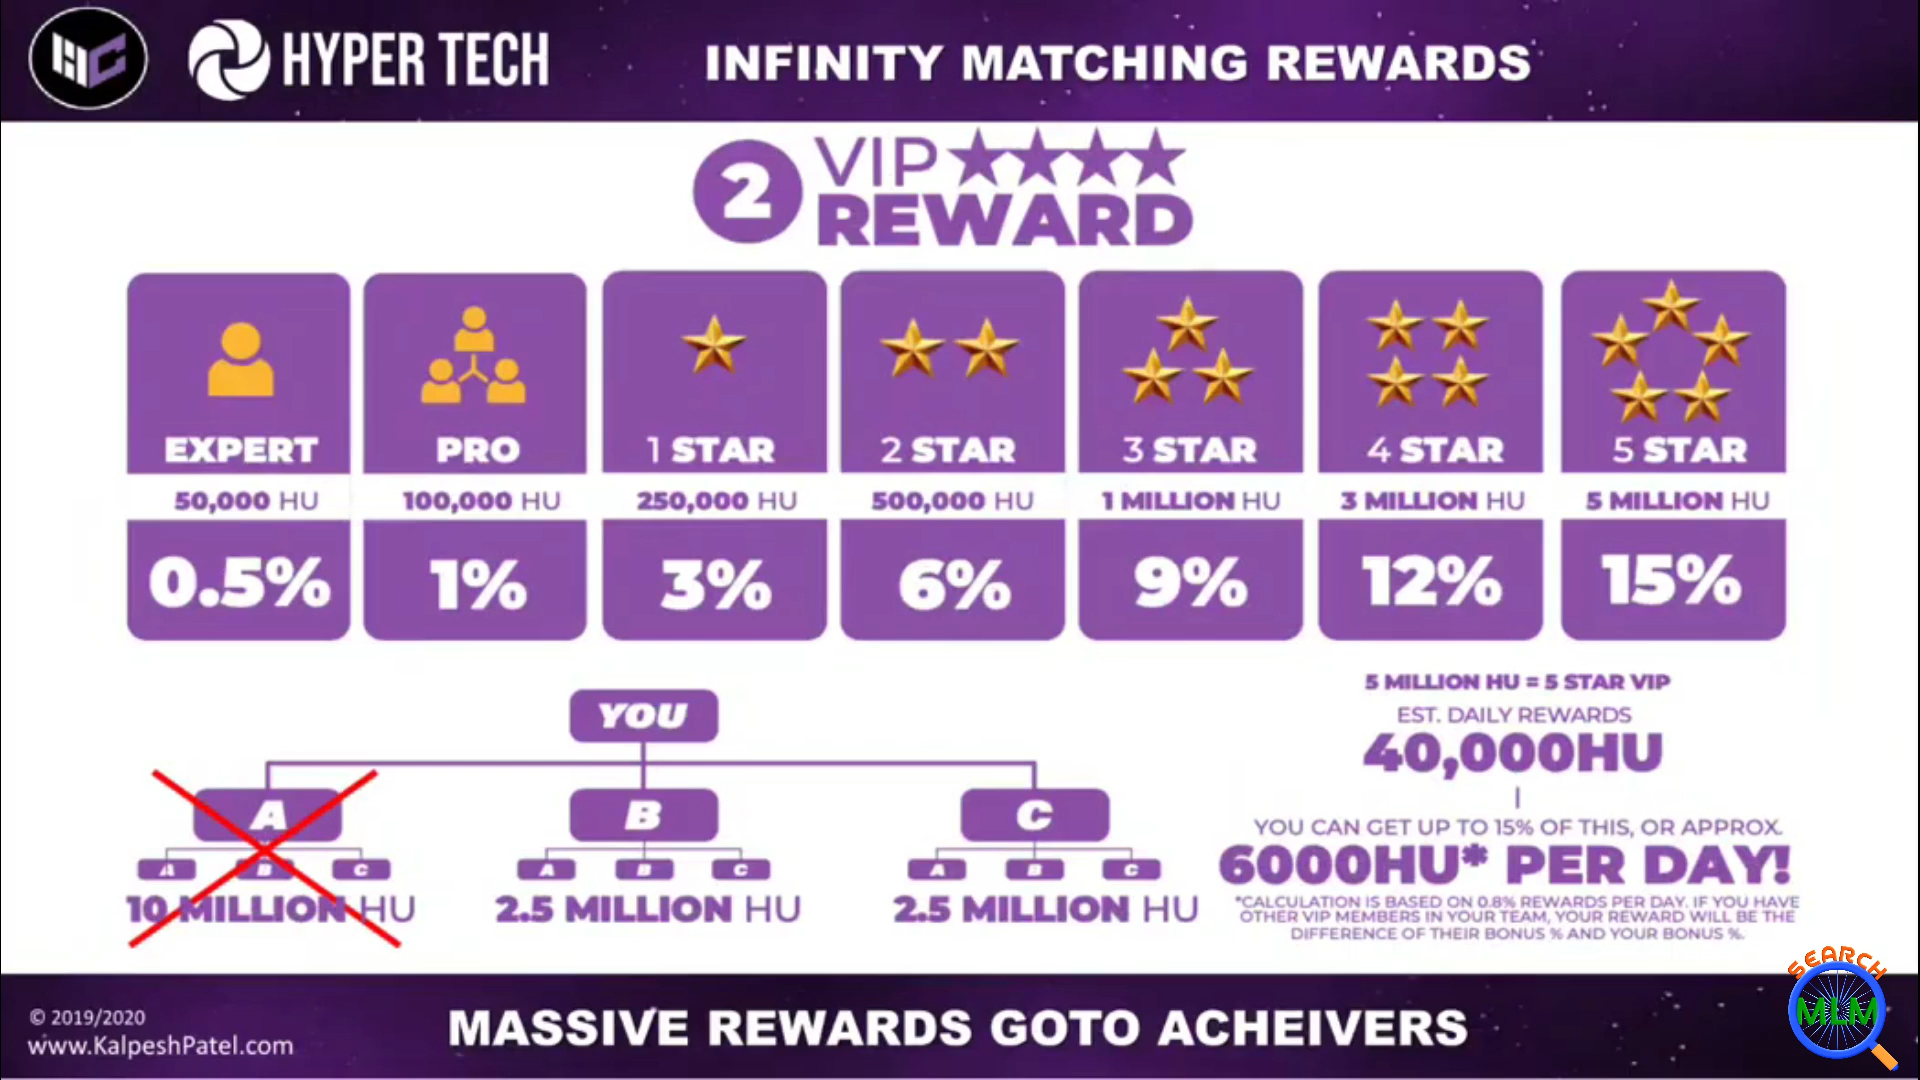 HC HYPER TECH INFINITY MATCHING REWARDS
2 VIP
REWARD
EXPERT PRO 1 STAR 2 STAR 3 STAR 4 STAR 5 STAR
50,000 HU 100,000 HU 250,000 HU 500,000 HU 1 MILLION HU 3 MILLION HU 5 MILLION HU
0.5% 1% 3% 6% 9% 12% 15%
YOU
A B C
A B C A B C A B C
10 MILLION HU 2.5 MILLION HU 2.5 MILLION HU
5 MILLION HU = 5 STAR VIP
EST. DAILY REWARDS
40,000HU
YOU CAN GET UP TO 15% OF THIS, OR APPROX.
6000HU* PER DAY!
*CALCULATION IS BASED ON 0.8% REWARDS PER DAY. IF YOU HAVE
OTHER VIP MEMBERS IN YOUR TEAM, YOUR REWARD WILL BE THE
DIFFERENCE OF THEIR BONUS % AND YOUR BONUS %.
© 2019/2020
www.KalpeshPatel.com
MASSIVE REWARDS GOTO ACHEIVERS
SEARCH
MLM